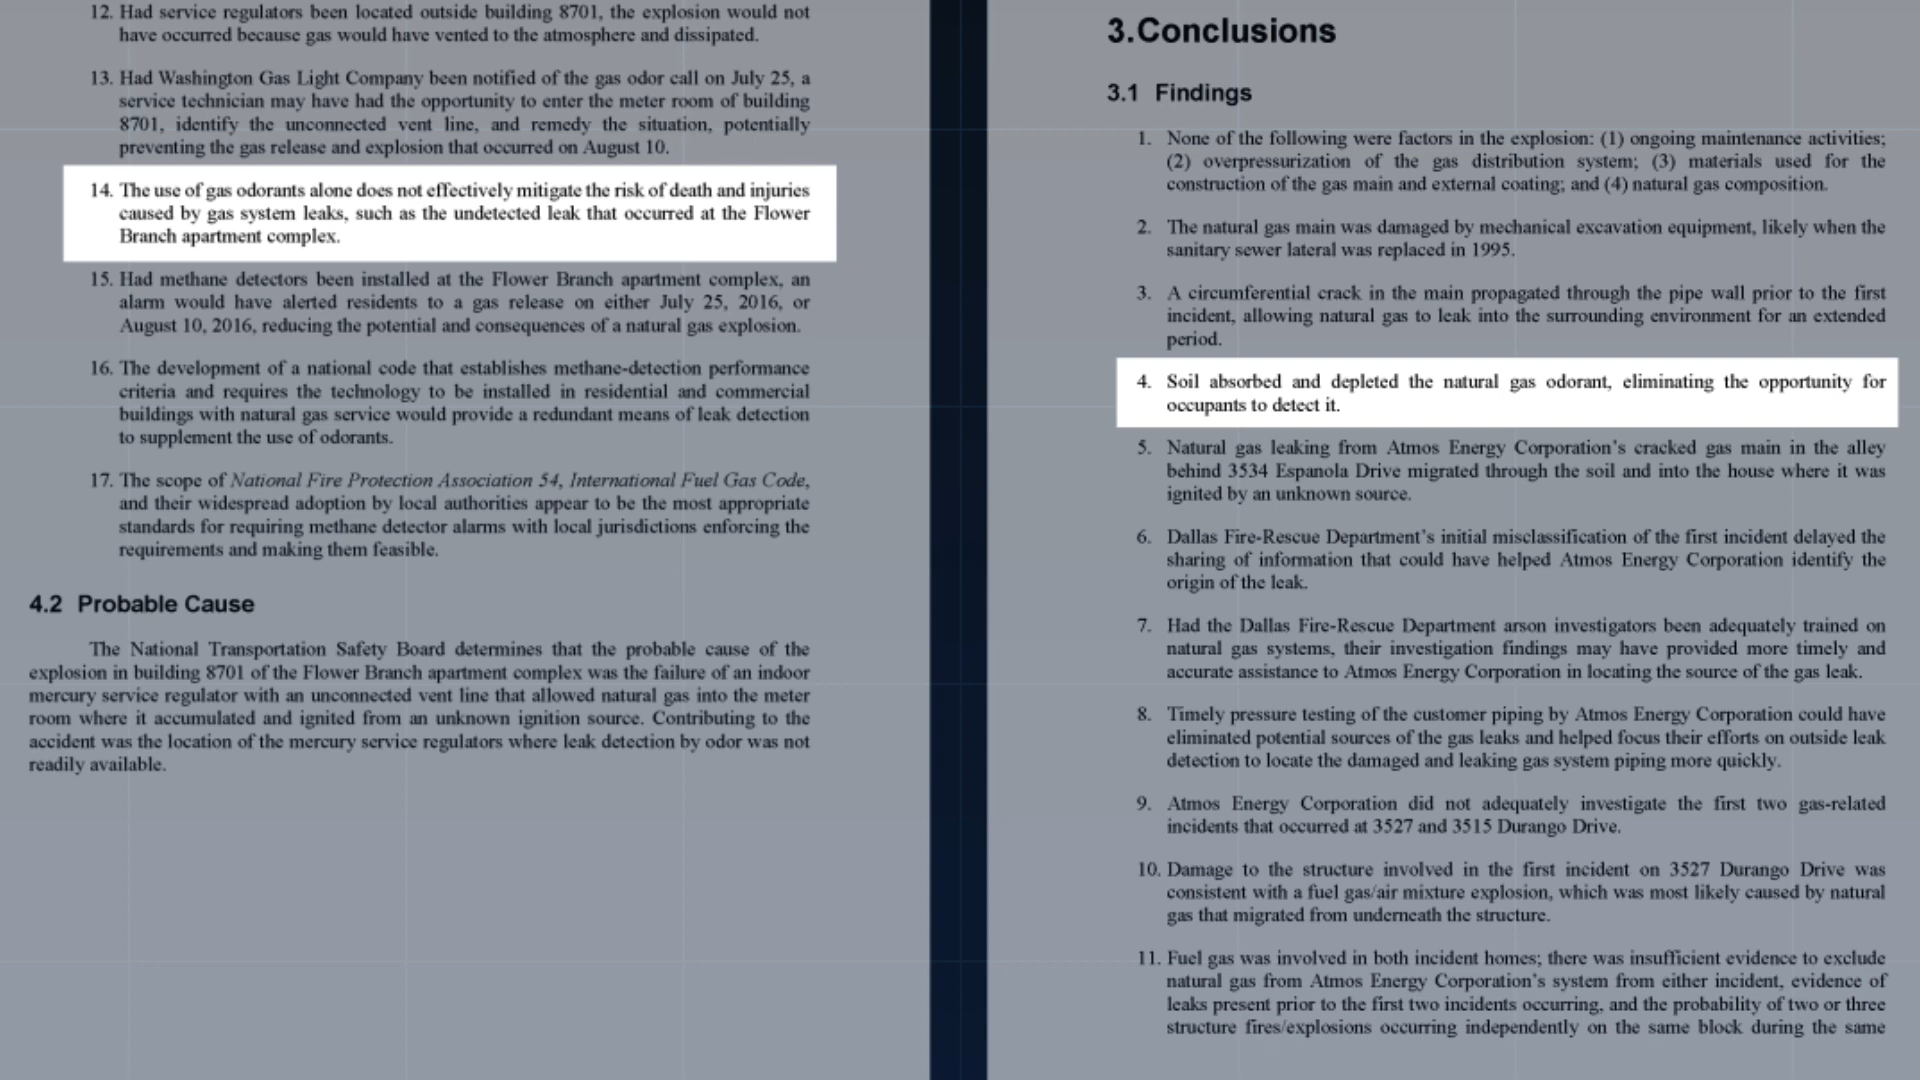 12. Had service regulators been located outside building 8701, the explosion would not
have occurred because gas would have vented to the atmosphere and dissipated.
13. Had Washington Gas Light Company been notified of the gas odor call on July 25, a
service technician may have had the opportunity to enter the meter room of building
8701, identify the unconnected vent line, and remedy the situation, potentially
preventing the gas release and explosion that occurred on August 10.
14. The use of gas odorants alone does not effectively mitigate the risk of death and injuries
caused by gas system leaks, such as the undetected leak that occurred at the Flower
Branch apartment complex.
15. Had methane detectors been installed at the Flower Branch apartment complex, an
alarm would have alerted residents to a gas release on either July 25, 2016, or
August 10, 2016, reducing the potential and consequences of a natural gas explosion.
16. The development of a national code that establishes methane-detection performance
criteria and requires the technology to be installed in residential and commercial
buildings with natural gas service would provide a redundant means of leak detection
to supplement the use of odorants.
17. The scope of National Fire Protection Association 54, International Fuel Gas Code,
and their widespread adoption by local authorities appear to be the most appropriate
standards for requiring methane detector alarms with local jurisdictions enforcing the
requirements and making them feasible.
4.2 Probable Cause
The National Transportation Safety Board determines that the probable cause of the
explosion in building 8701 of the Flower Branch apartment complex was the failure of an indoor
mercury service regulator with an unconnected vent line that allowed natural gas into the meter
room where it accumulated and ignited from an unknown ignition source. Contributing to the
accident was the location of the mercury service regulators where leak detection by odor was not
readily available.
3.Conclusions
3.1 Findings
1. None of the following were factors in the explosion: (1) ongoing maintenance activities;
(2) overpressurization of the gas distribution system; (3) materials used for the
construction of the gas main and external coating; and (4) natural gas composition.
2. The natural gas main was damaged by mechanical excavation equipment, likely when the
sanitary sewer lateral was replaced in 1995.
3. A circumferential crack in the main propagated through the pipe wall prior to the first
incident, allowing natural gas to leak into the surrounding environment for an extended
period.
4. Soil absorbed and depleted the natural gas odorant, eliminating the opportunity for
occupants to detect it.
5. Natural gas leaking from Atmos Energy Corporation's cracked gas main in the alley
behind 3534 Espanola Drive migrated through the soil and into the house where it was
ignited by an unknown source.
6. Dallas Fire-Rescue Department's initial misclassification of the first incident delayed the
sharing of information that could have helped Atmos Energy Corporation identify the
origin of the leak.
7. Had the Dallas Fire-Rescue Department arson investigators been adequately trained on
natural gas systems, their investigation findings may have provided more timely and
accurate assistance to Atmos Energy Corporation in locating the source of the gas leak.
8. Timely pressure testing of the customer piping by Atmos Energy Corporation could have
eliminated potential sources of the gas leaks and helped focus their efforts on outside leak
detection to locate the damaged and leaking gas system piping more quickly.
9. Atmos Energy Corporation did not adequately investigate the first two gas-related
incidents that occurred at 3527 and 3515 Durango Drive.
10. Damage to the structure involved in the first incident on 3527 Durango Drive was
consistent with a fuel gas/air mixture explosion, which was most likely caused by natural
gas that migrated from underneath the structure.
11. Fuel gas was involved in both incident homes; there was insufficient evidence to exclude
natural gas from Atmos Energy Corporation's system from either incident, evidence of
leaks present prior to the first two incidents occurring, and the probability of two or three
structure fires/explosions occurring independently on the same block during the same